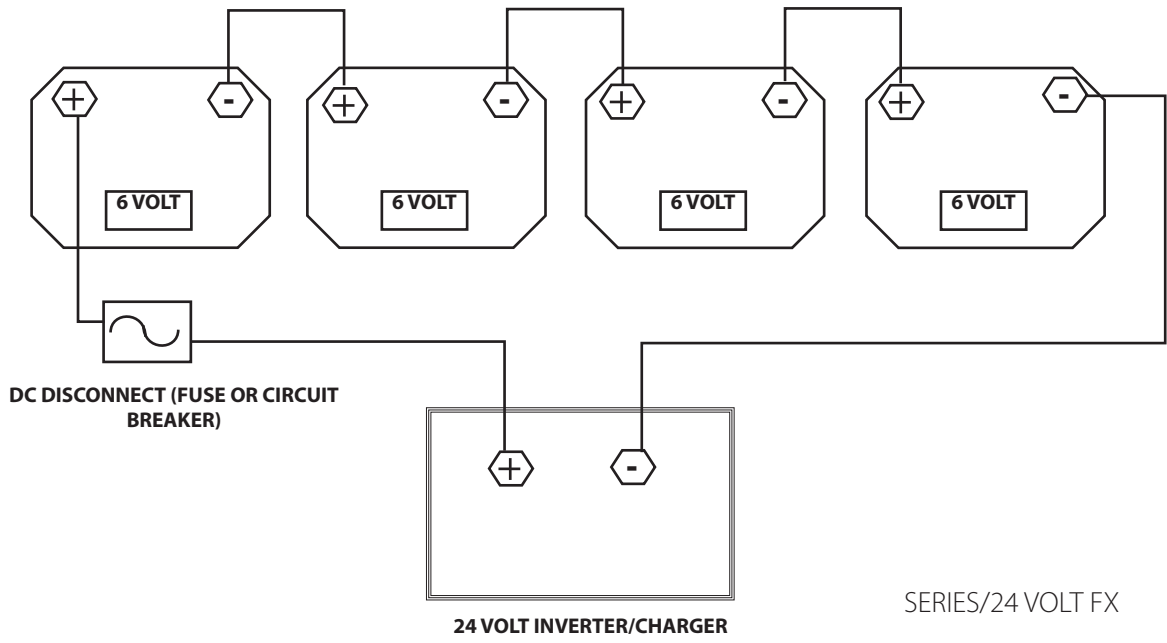 + - + - + - + -
6 VOLT 6 VOLT 6 VOLT 6 VOLT
DC DISCONNECT (FUSE OR CIRCUIT
BREAKER)
+ -
24 VOLT INVERTER/CHARGER
SERIES/24 VOLT FX